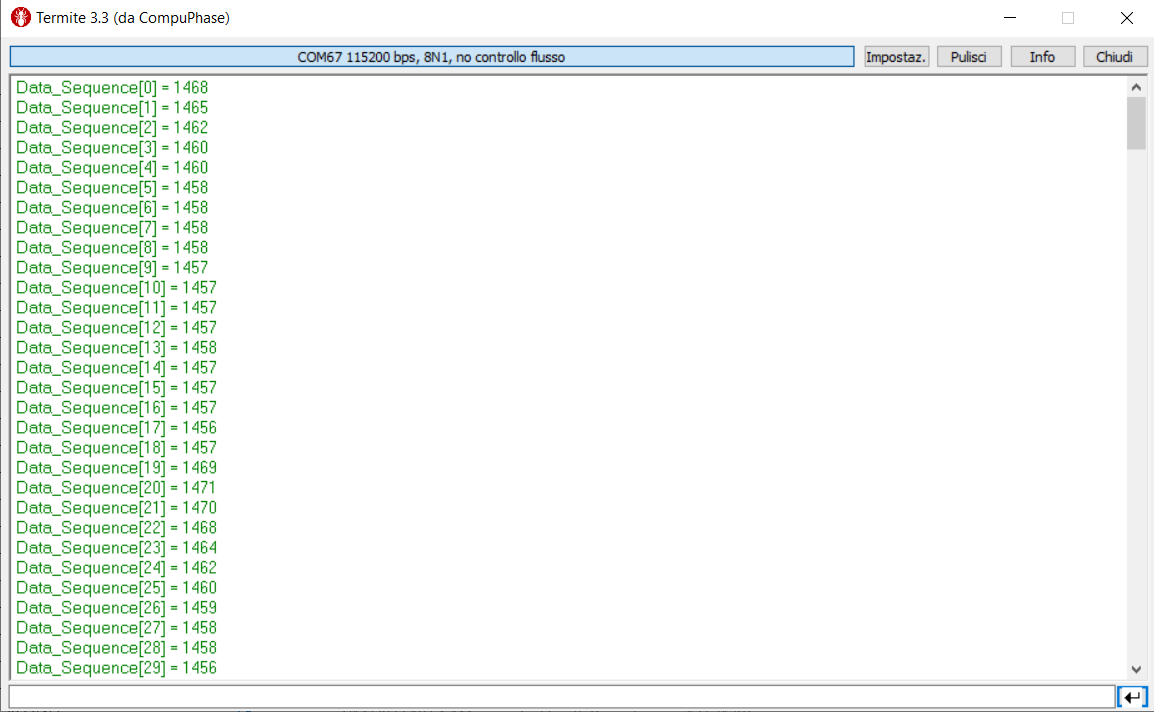 Termite 3.3 (da CompuPhase)
COM67 115200 bps, 8N1, no controllo flusso
Impostaz.
Pulisci
Info
Chiudi
Data_Sequence[0] = 1468
Data_Sequence[1] = 1465
Data_Sequence[2] = 1462
Data_Sequence[3] = 1460
Data_Sequence[4] = 1460
Data_Sequence[5] = 1458
Data_Sequence[6] = 1458
Data_Sequence[7] = 1458
Data_Sequence[8] = 1458
Data_Sequence[9] = 1457
Data_Sequence[10] = 1457
Data_Sequence[11] = 1457
Data_Sequence[12] = 1457
Data_Sequence[13] = 1458
Data_Sequence[14] = 1457
Data_Sequence[15] = 1457
Data_Sequence[16] = 1457
Data_Sequence[17] = 1456
Data_Sequence[18] = 1457
Data_Sequence[19] = 1469
Data_Sequence[20] = 1471
Data_Sequence[21] = 1470
Data_Sequence[22] = 1468
Data_Sequence[23] = 1464
Data_Sequence[24] = 1462
Data_Sequence[25] = 1460
Data_Sequence[26] = 1459
Data_Sequence[27] = 1458
Data_Sequence[28] = 1458
Data_Sequence[29] = 1456